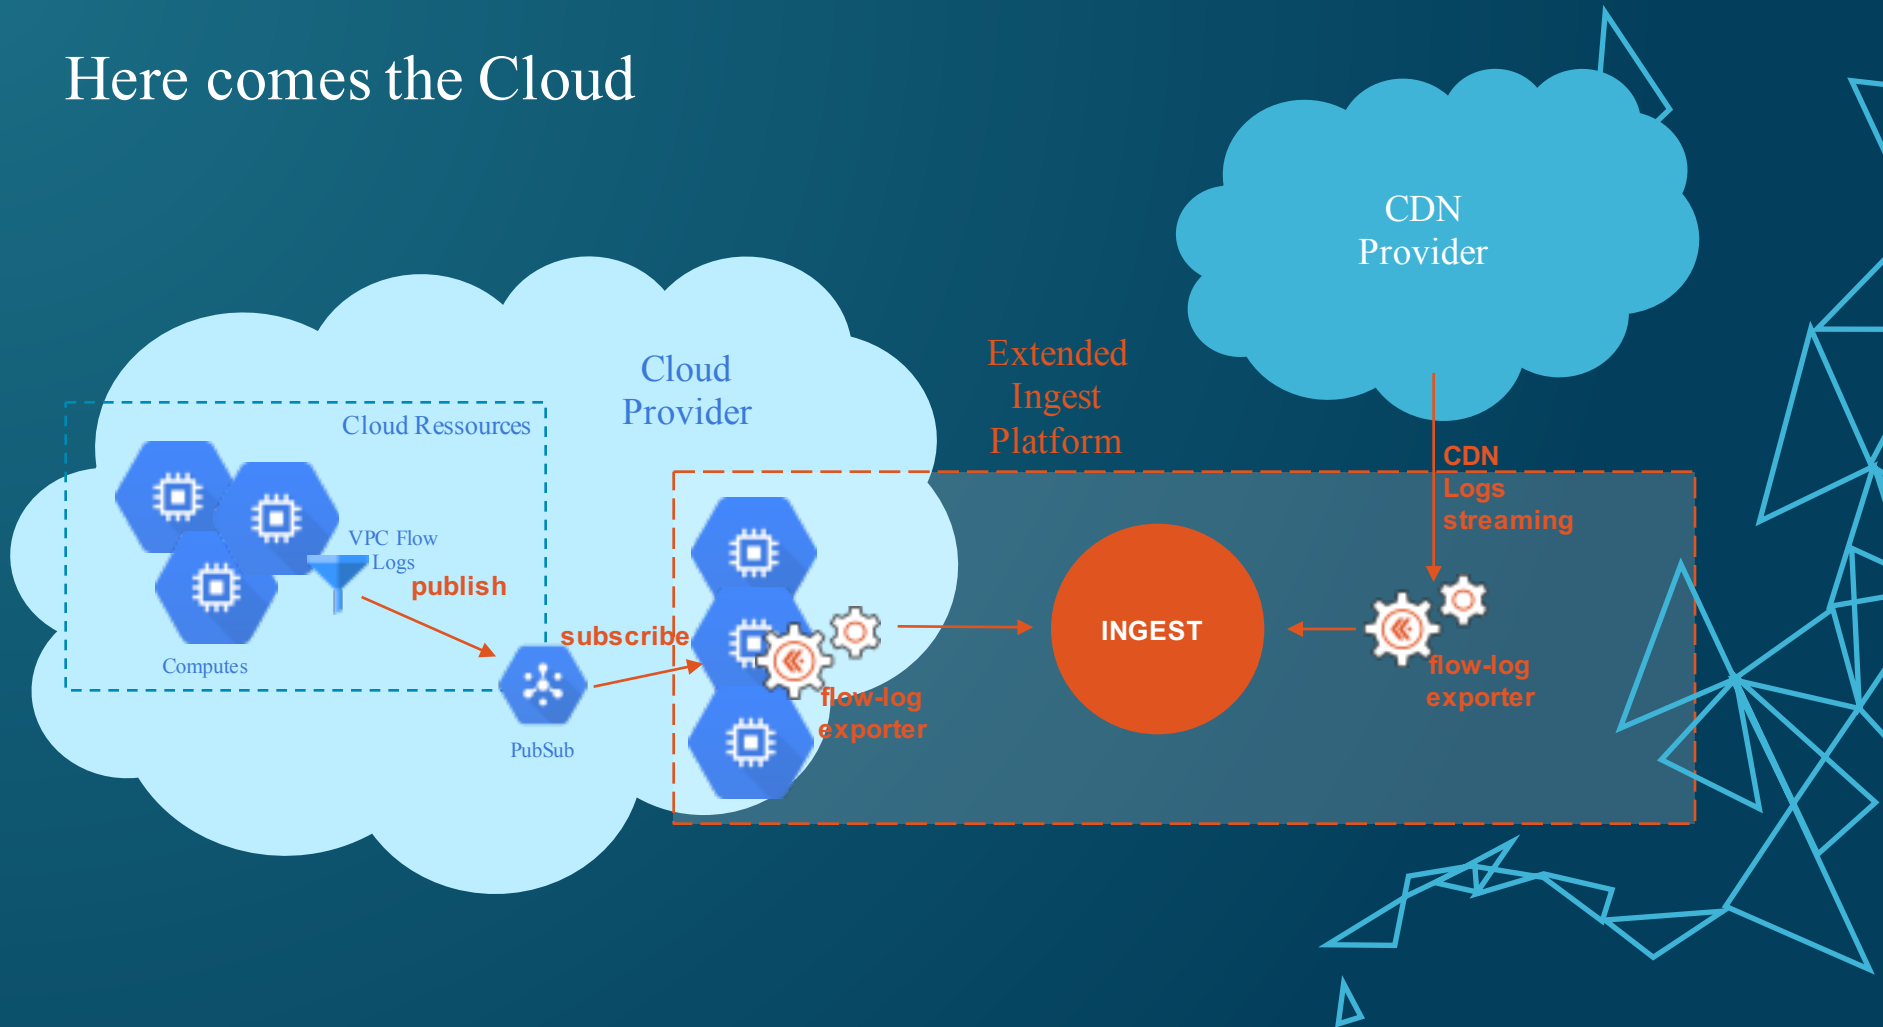 Here comes the Cloud
CDN
Provider
Extended
Ingest
Platform
Cloud
Provider
Cloud Ressources
VPC Flow
Logs
publish
Computes
subscribe
PubSub
flow-log
exporter
INGEST
CDN
Logs
streaming
flow-log
exporter